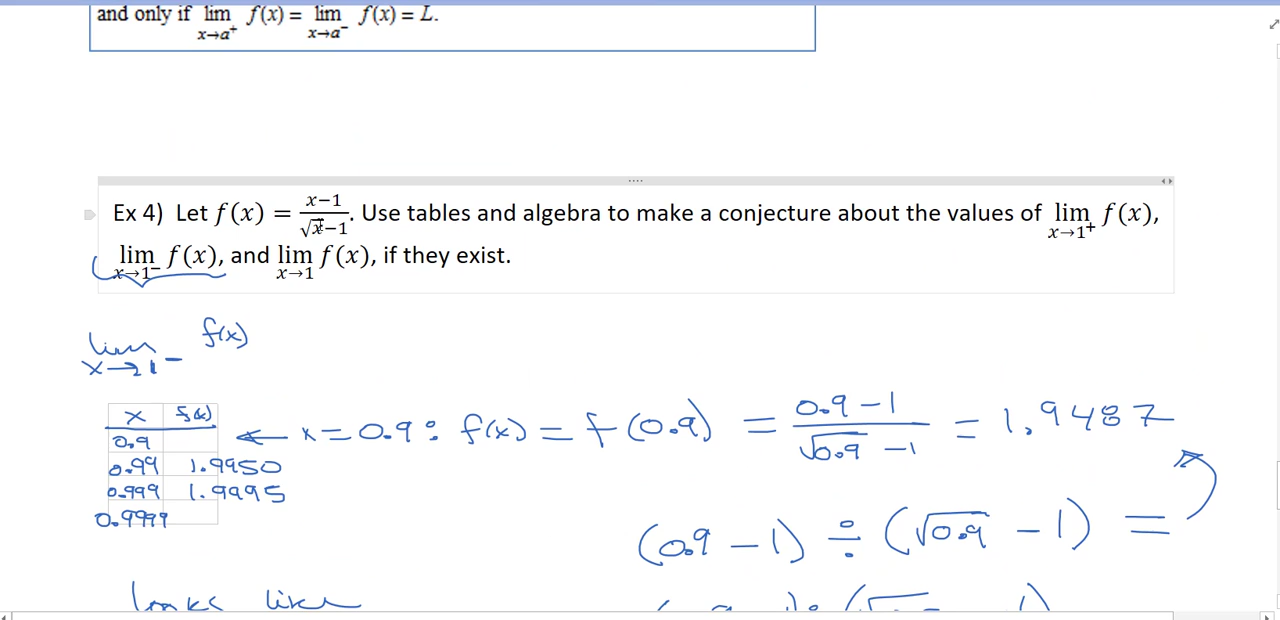 and only if lim x→a⁺ f(x) = lim x→a⁻ f(x) = L.
Ex 4) Let f(x) = (x−1)/(√x−1). Use tables and algebra to make a conjecture about the values of lim x→1⁺ f(x),
lim x→1⁻ f(x), and lim x→1 f(x), if they exist.
lim x→1⁻ f(x)
x f(x)
0.9 ← x = 0.9 : f(x) = f(0.9) = (0.9 − 1)/(√0.9 − 1) = 1.9487
0.99 1.9950
0.999 1.9995
0.9999
(0.9 − 1) ÷ (√0.9 − 1) =
looks like